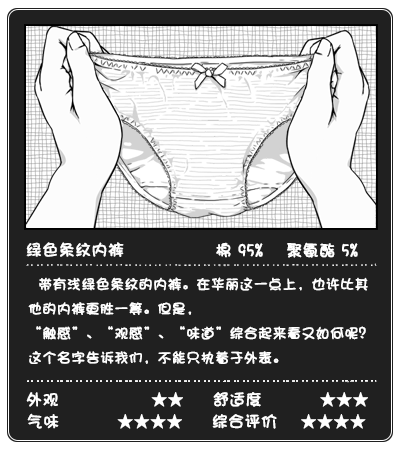 绿色条纹内裤 棉 95% 聚氨酯 5%
带有浅绿色条纹的内裤。在华丽这一点上，也许比其
他的内裤更胜一筹。但是，
“触感”、“观感”、“味道”综合起来看又如何呢?
这个名字告诉我们，不能只执着于外表。
外观 ★★ 舒适度 ★★★
气味 ★★★★ 综合评价 ★★★★